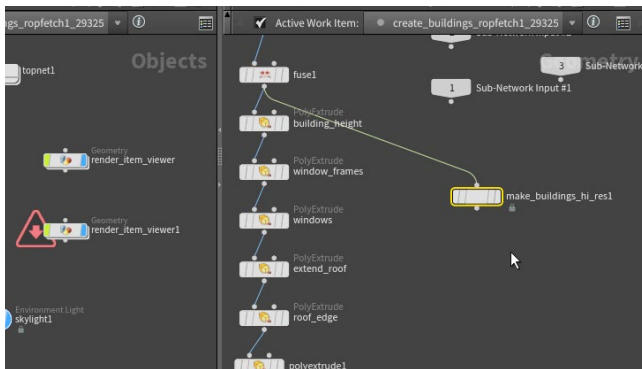 gs_ropfetch1_29325
Active Work Item:
create_buildings_ropfetch1_29325
Objects
Geometry
topnet1
Geometry
render_item_viewer
render_item_viewer1
Environment Light
skylight1
fuse1
PolyExtrude
building_height
PolyExtrude
window_frames
PolyExtrude
windows
PolyExtrude
extend_roof
PolyExtrude
roof_edge
PolyExtrude
polyextrude1
3
Sub-Network
1
Sub-Network Input #1
make_buildings_hi_res1